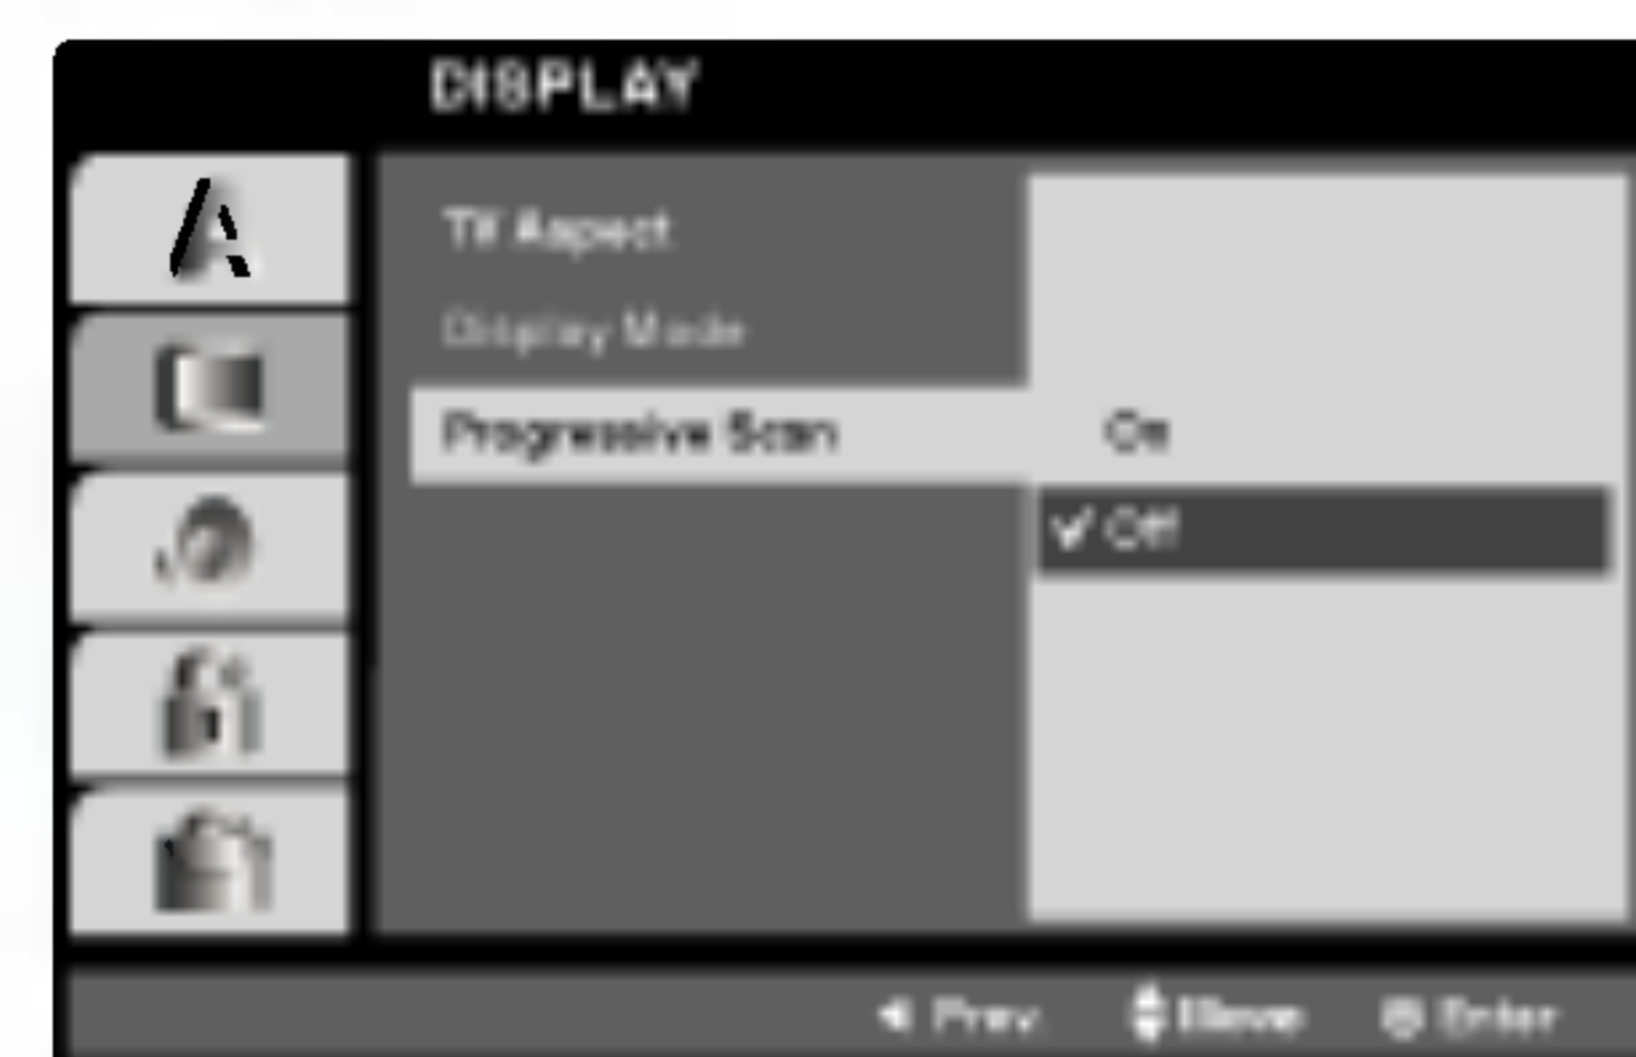 DISPLAY
TV Aspect
Display Mode
Progressive Scan
On
✔ Off
Prev. Move Enter